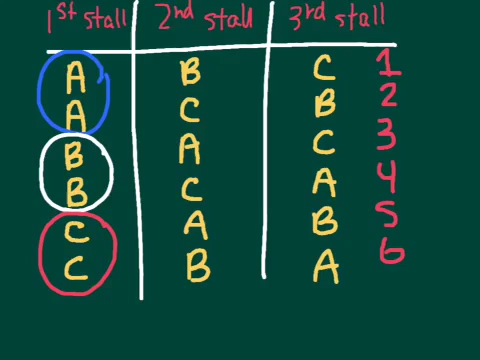 1st stall 2nd stall 3rd stall
A B C 1
A C B 2
B A C 3
B C A 4
C A B 5
C B A 6